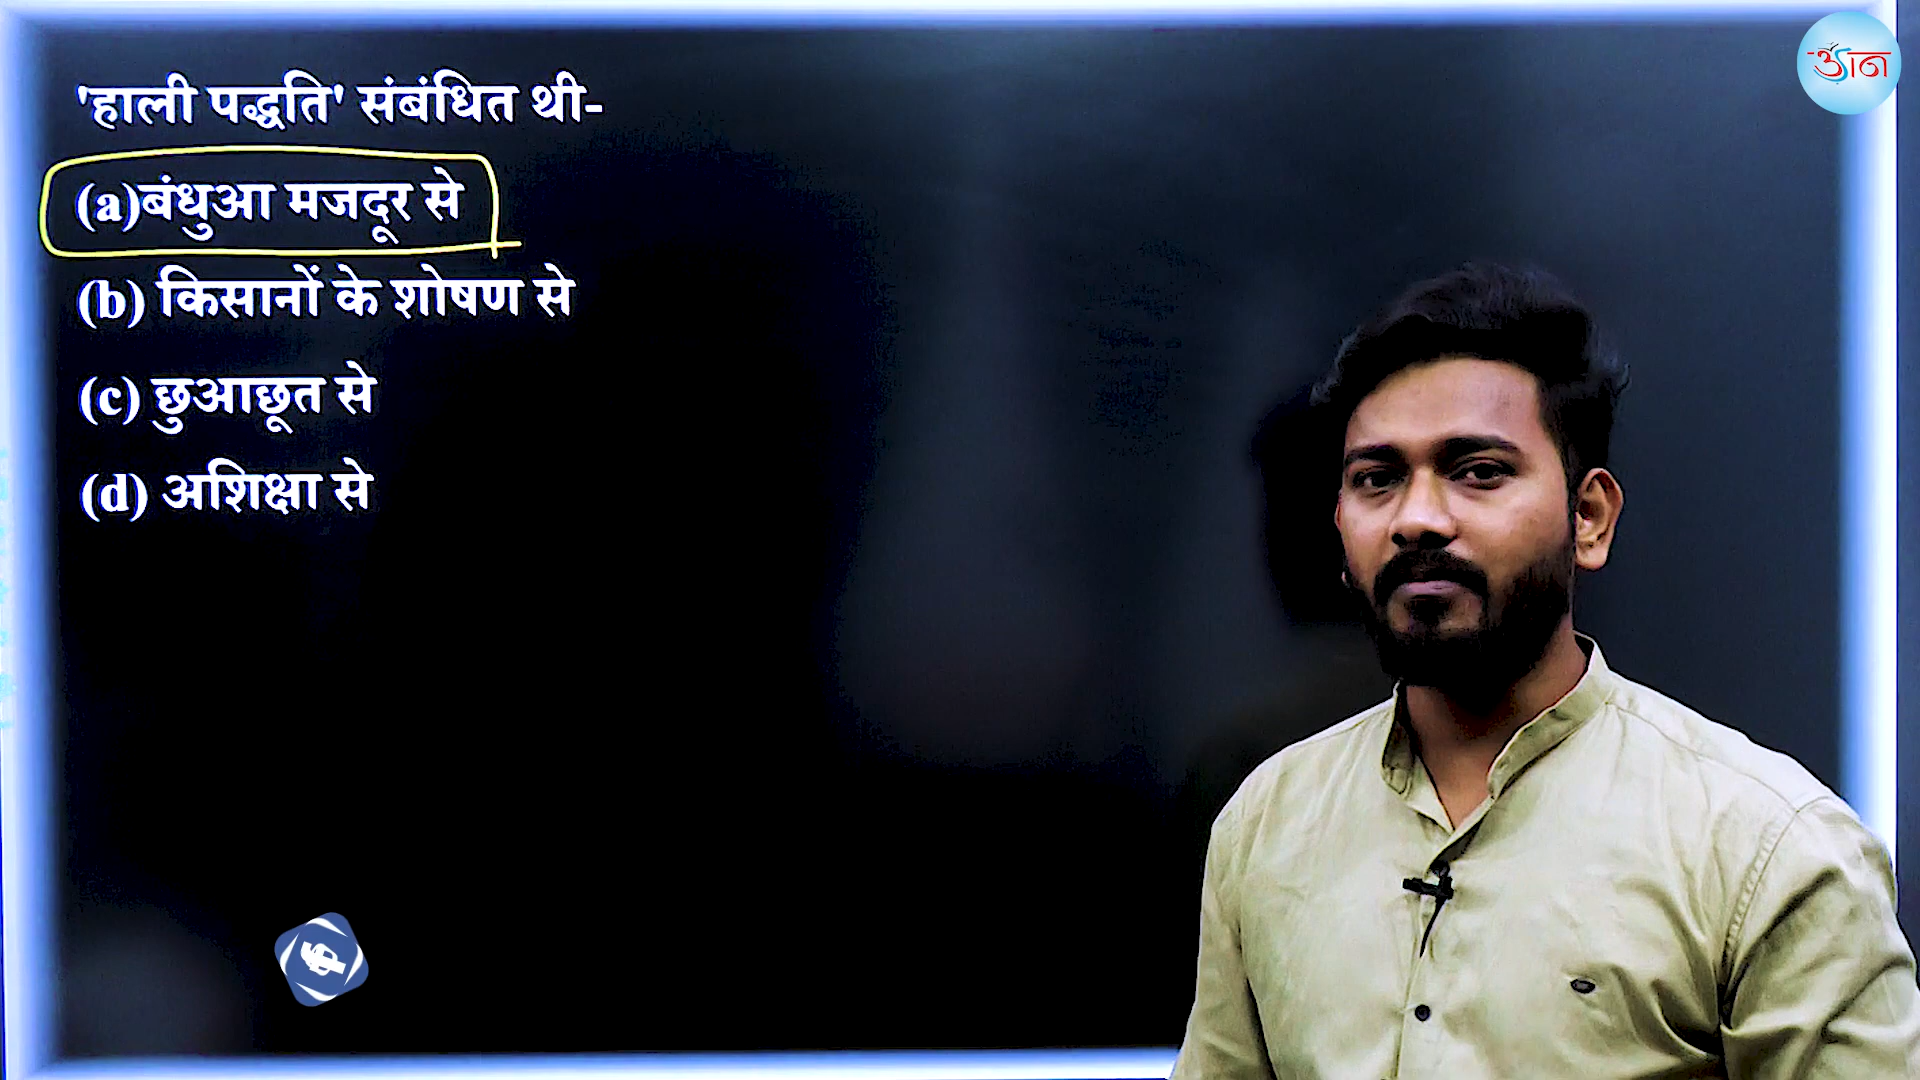 'हाली पद्धति' संबंधित थी-
(a)बंधुआ मजदूर से
(b) किसानों के शोषण से
(c) छुआछूत से
(d) अशिक्षा से